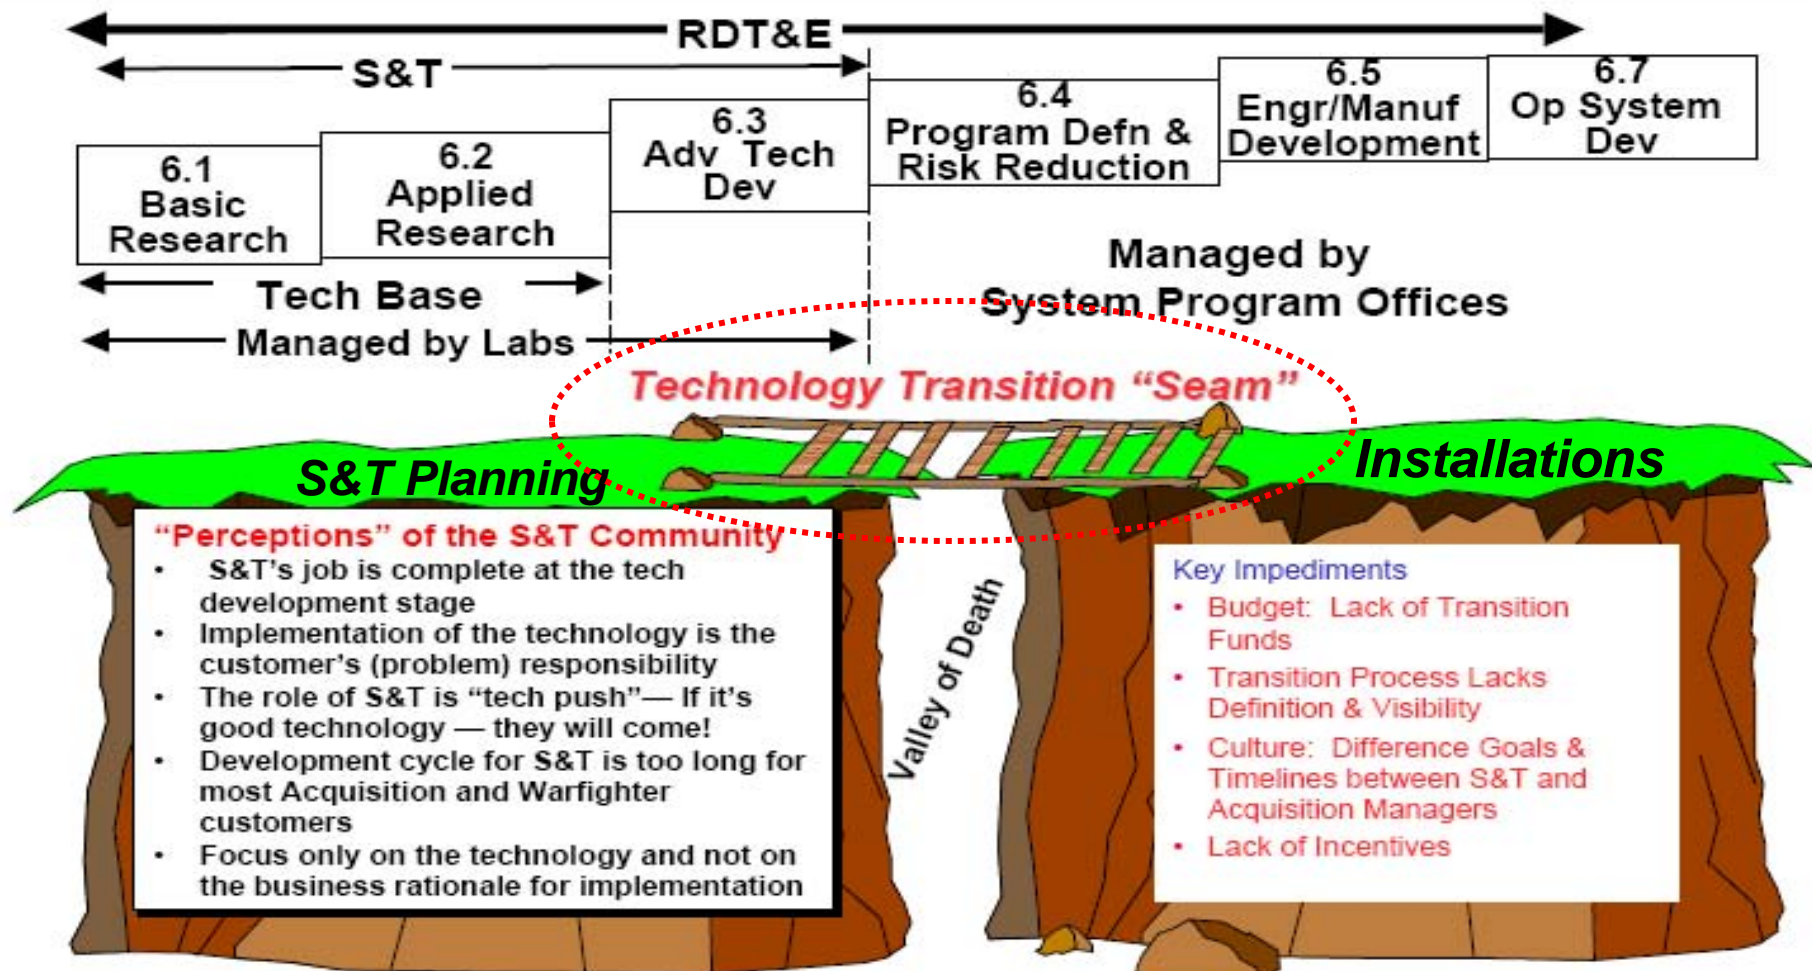 RDT&E
S&T
6.1
Basic
Research
6.2
Applied
Research
6.3
Adv Tech
Dev
6.4
Program Defn &
Risk Reduction
6.5
Engr/Manuf
Development
6.7
Op System
Dev
Tech Base
Managed by Labs
Managed by
System Program Offices
Technology Transition “Seam”
S&T Planning
Installations
“Perceptions” of the S&T Community
• S&T’s job is complete at the tech
development stage
• Implementation of the technology is the
customer’s (problem) responsibility
• The role of S&T is “tech push”— If it’s
good technology — they will come!
• Development cycle for S&T is too long for
most Acquisition and Warfighter
customers
• Focus only on the technology and not on
the business rationale for implementation
Valley of Death
Key Impediments
• Budget: Lack of Transition
Funds
• Transition Process Lacks
Definition & Visibility
• Culture: Difference Goals &
Timelines between S&T and
Acquisition Managers
• Lack of Incentives